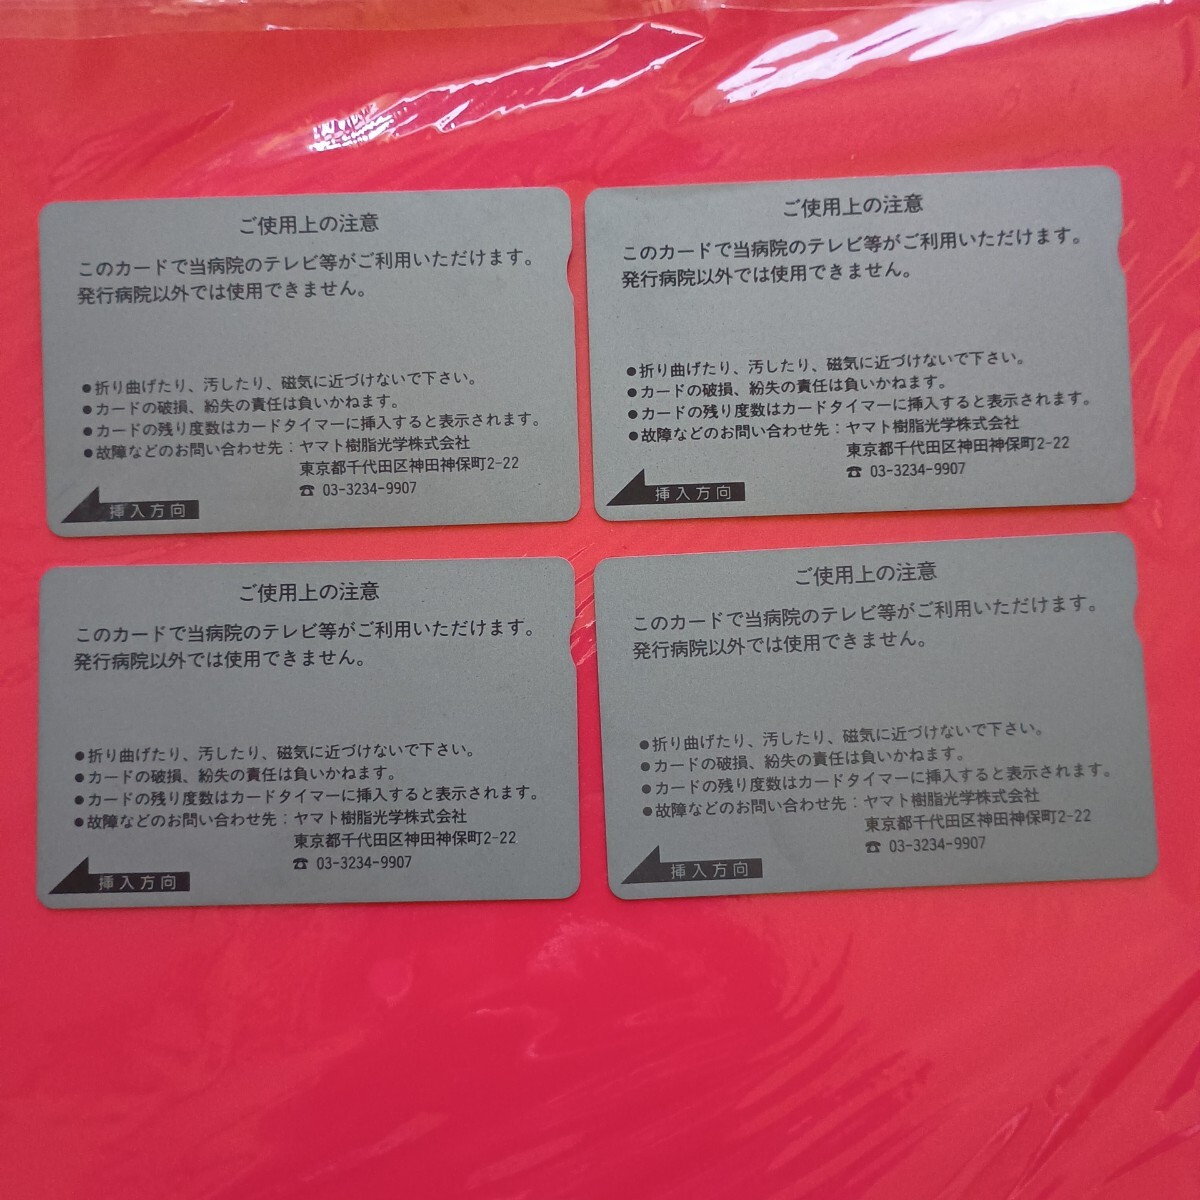 ご使用上の注意
このカードで当病院のテレビ等がご利用いただけます。
発行病院以外では使用できません。
●折り曲げたり、汚したり、磁気に近づけないで下さい。
●カードの破損、紛失の責任は負いかねます。
●カードの残り度数はカードタイマーに挿入すると表示されます。
●故障などのお問い合わせ先：ヤマト樹脂光学株式会社
東京都千代田区神田神保町2-22
☎ 03-3234-9907
挿入方向
ご使用上の注意
このカードで当病院のテレビ等がご利用いただけます。
発行病院以外では使用できません。
●折り曲げたり、汚したり、磁気に近づけないで下さい。
●カードの破損、紛失の責任は負いかねます。
●カードの残り度数はカードタイマーに挿入すると表示されます。
●故障などのお問い合わせ先：ヤマト樹脂光学株式会社
東京都千代田区神田神保町2-22
☎ 03-3234-9907
挿入方向
ご使用上の注意
このカードで当病院のテレビ等がご利用いただけます。
発行病院以外では使用できません。
●折り曲げたり、汚したり、磁気に近づけないで下さい。
●カードの破損、紛失の責任は負いかねます。
●カードの残り度数はカードタイマーに挿入すると表示されます。
●故障などのお問い合わせ先：ヤマト樹脂光学株式会社
東京都千代田区神田神保町2-22
☎ 03-3234-9907
挿入方向
ご使用上の注意
このカードで当病院のテレビ等がご利用いただけます。
発行病院以外では使用できません。
●折り曲げたり、汚したり、磁気に近づけないで下さい。
●カードの破損、紛失の責任は負いかねます。
●カードの残り度数はカードタイマーに挿入すると表示されます。
●故障などのお問い合わせ先：ヤマト樹脂光学株式会社
東京都千代田区神田神保町2-22
☎ 03-3234-9907
挿入方向